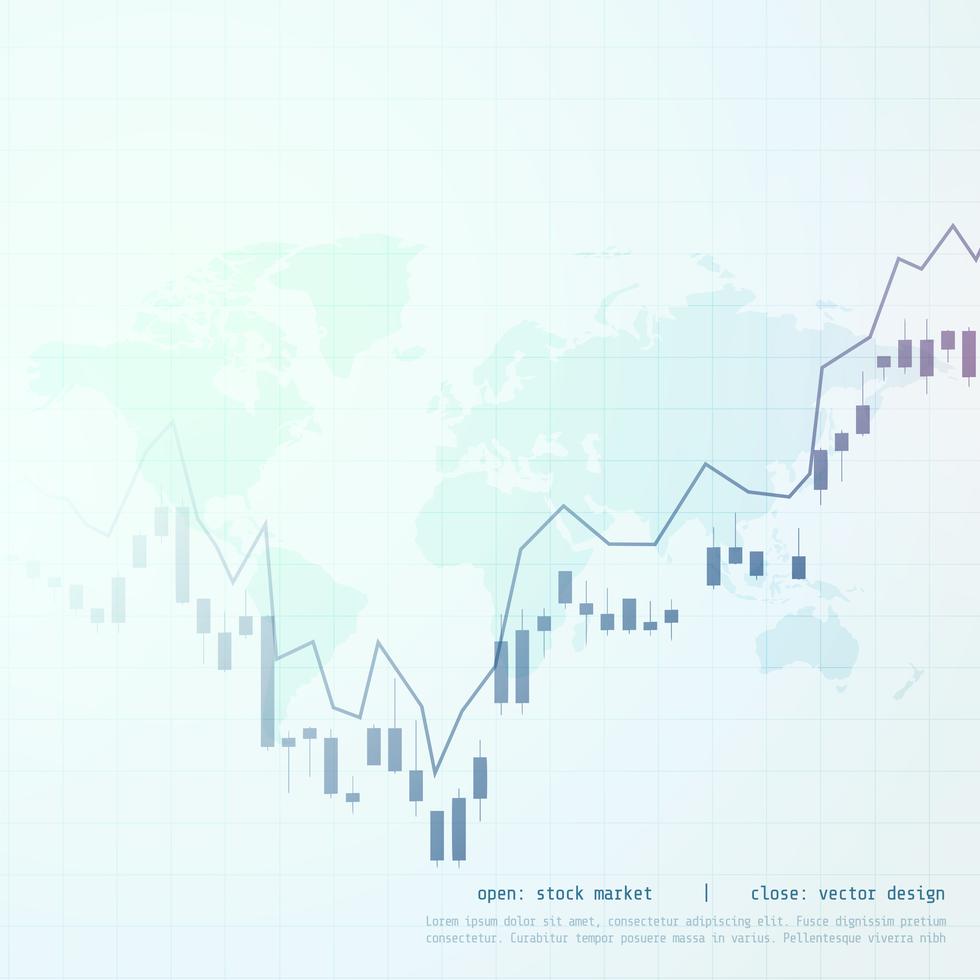 open: stock market | close: vector design
Lorem ipsum dolor sit amet, consectetur adipiscing elit. Fusce dignissim pretium
consectetur. Curabitur tempor posuere massa in varius. Pellentesque viverra nibh